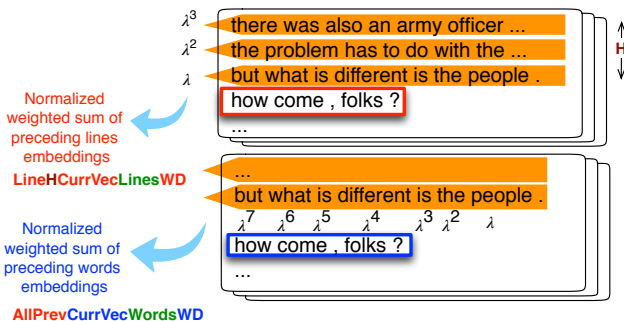 λ³ there was also an army officer ...
λ² the problem has to do with the ...
λ but what is different is the people .
H
how come , folks ?
...
Normalized
weighted sum of
preceding lines
embeddings
LineHCurrVecLinesWD
...
but what is different is the people .
λ⁷ λ⁶ λ⁵ λ⁴ λ³ λ² λ
how come , folks ?
...
Normalized
weighted sum of
preceding words
embeddings
AllPrevCurrVecWordsWD